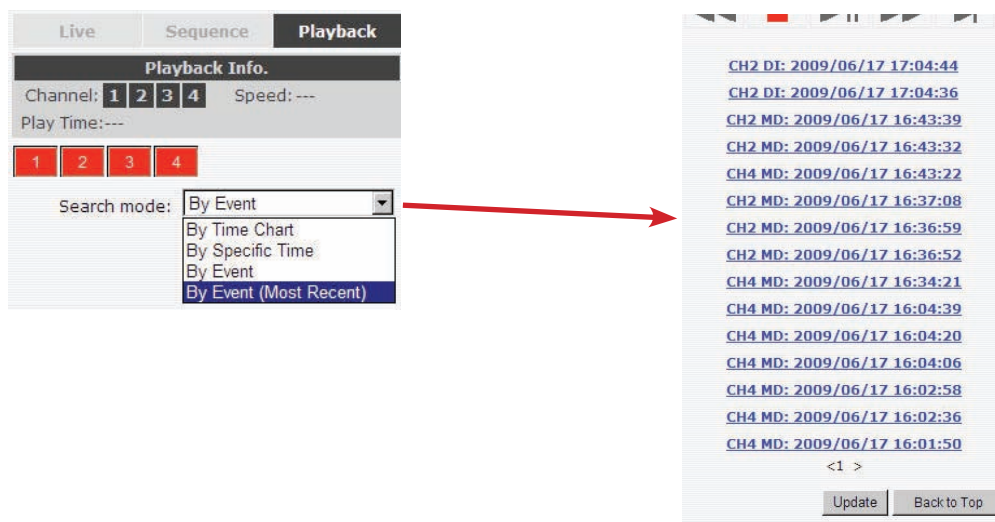 Live Sequence Playback
Playback Info.
Channel: 1 2 3 4 Speed: ---
Play Time:---
1 2 3 4
Search mode: By Event
By Time Chart
By Specific Time
By Event
By Event (Most Recent)
CH2 DI: 2009/06/17 17:04:44
CH2 DI: 2009/06/17 17:04:36
CH2 MD: 2009/06/17 16:43:39
CH2 MD: 2009/06/17 16:43:32
CH4 MD: 2009/06/17 16:43:22
CH2 MD: 2009/06/17 16:37:08
CH2 MD: 2009/06/17 16:36:59
CH2 MD: 2009/06/17 16:36:52
CH4 MD: 2009/06/17 16:34:21
CH4 MD: 2009/06/17 16:04:39
CH4 MD: 2009/06/17 16:04:20
CH4 MD: 2009/06/17 16:04:06
CH4 MD: 2009/06/17 16:02:58
CH4 MD: 2009/06/17 16:02:36
CH4 MD: 2009/06/17 16:01:50
<1 >
Update Back to Top